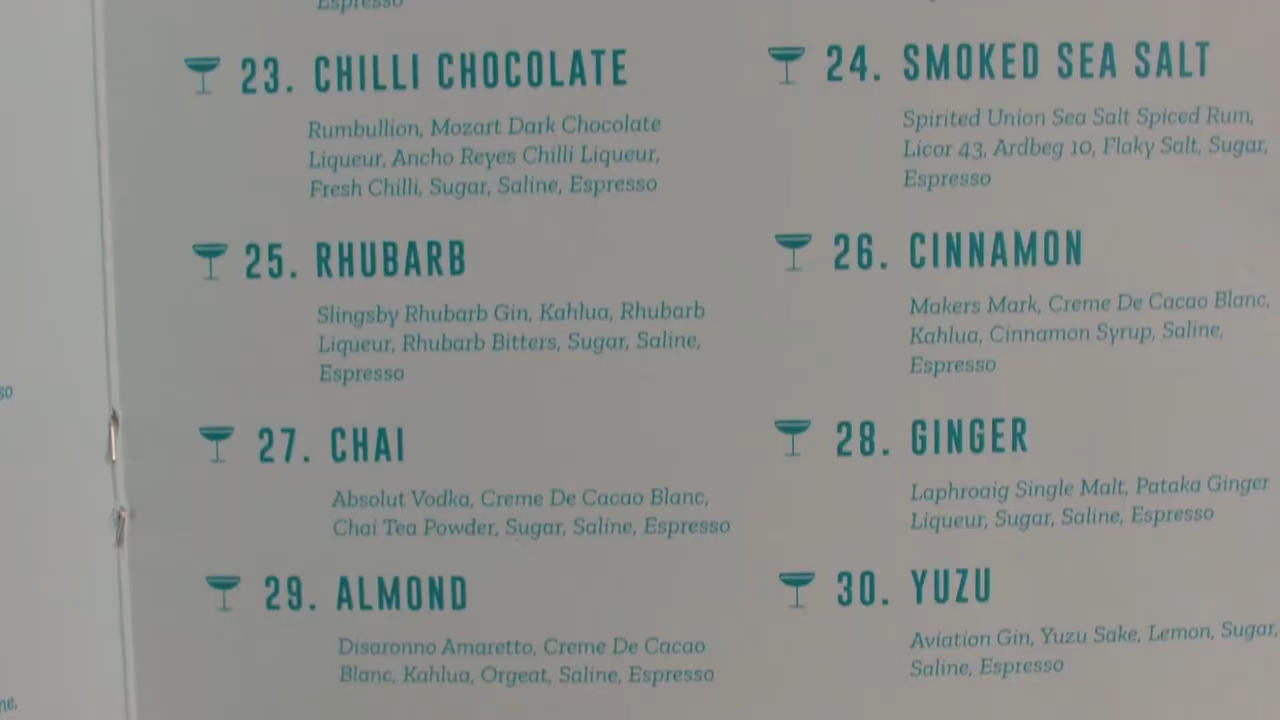 Espresso
23. CHILLI CHOCOLATE
Rumbullion, Mozart Dark Chocolate
Liqueur, Ancho Reyes Chilli Liqueur,
Fresh Chilli, Sugar, Saline, Espresso
24. SMOKED SEA SALT
Spirited Union Sea Salt Spiced Rum,
Licor 43, Ardbeg 10, Flaky Salt, Sugar,
Espresso
25. RHUBARB
Slingsby Rhubarb Gin, Kahlua, Rhubarb
Liqueur, Rhubarb Bitters, Sugar, Saline,
Espresso
26. CINNAMON
Makers Mark, Creme De Cacao Blanc,
Kahlua, Cinnamon Syrup, Saline,
Espresso
27. CHAI
Absolut Vodka, Creme De Cacao Blanc,
Chai Tea Powder, Sugar, Saline, Espresso
28. GINGER
Laphroaig Single Malt, Pataka Ginger
Liqueur, Sugar, Saline, Espresso
29. ALMOND
Disaronno Amaretto, Creme De Cacao
Blanc, Kahlua, Orgeat, Saline, Espresso
30. YUZU
Aviation Gin, Yuzu Sake, Lemon, Sugar,
Saline, Espresso